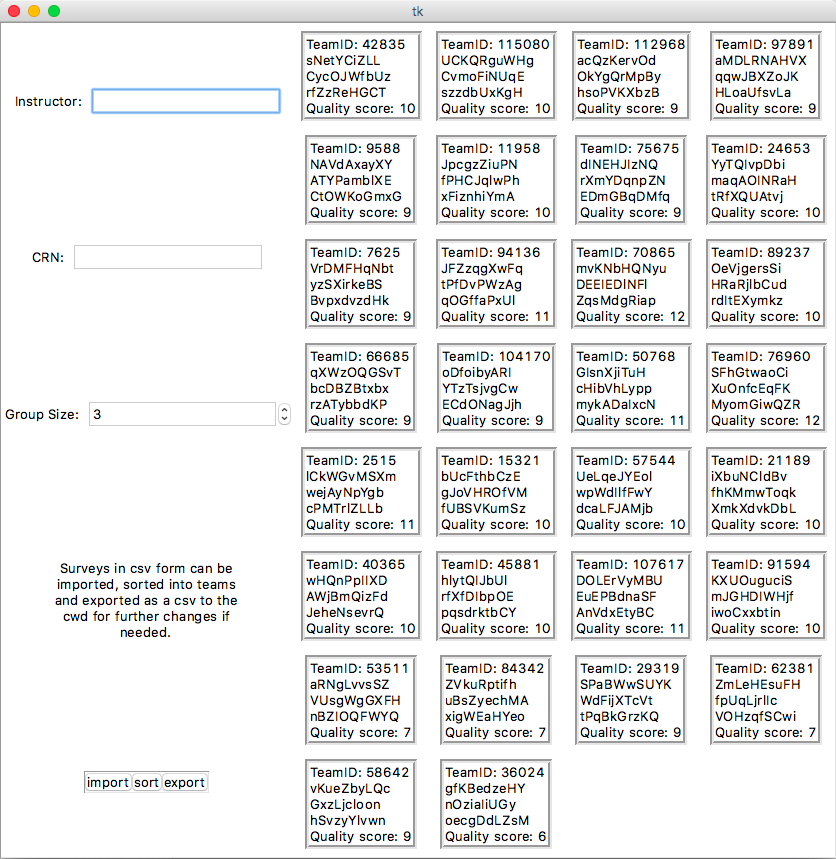 tk
Instructor:
CRN:
Group Size: 3
Surveys in csv form can be
imported, sorted into teams
and exported as a csv to the
cwd for further changes if
needed.
import sort export
TeamID: 42835
sNetYCiZLL
CycOJWfbUz
rfZzReHGCT
Quality score: 10
TeamID: 115080
UCKQRguWHg
CvmoFiNUqE
szzdbUxKgH
Quality score: 10
TeamID: 112968
acQzKervOd
OkYgQrMpBy
hsoPVKXbzB
Quality score: 9
TeamID: 97891
aMDLRNAHVX
qqwJBXZoJK
HLoaUfsvLa
Quality score: 9
TeamID: 9588
NAVdAxayXY
ATYPambIXE
CtOWKoGmxG
Quality score: 9
TeamID: 11958
JpcgzZiuPN
fPHCJqlwPh
xFiznhiYmA
Quality score: 10
TeamID: 75675
dINEHJIzNQ
rXmYDqnpZN
EDmGBqDMfq
Quality score: 9
TeamID: 24653
YyTQlvpDbi
maqAOINRaH
tRfXQUAtvj
Quality score: 10
TeamID: 7625
VrDMFHqNbt
yzSXirkeBS
BvpxdvzdHk
Quality score: 9
TeamID: 94136
JFZzqgXwFq
tPfDvPWzAg
qOGffaPxUl
Quality score: 11
TeamID: 70865
mvKNbHQNyu
DEEIEDINFl
ZqsMdgRiap
Quality score: 12
TeamID: 89237
OeVjgersSi
HRaRjlbCud
rdItEXymkz
Quality score: 10
TeamID: 66685
qXWzOQGSvT
bcDBZBtxbx
rzATybbdKP
Quality score: 9
TeamID: 104170
oDfoibyARI
YTzTsjvgCw
ECdONagJjh
Quality score: 9
TeamID: 50768
GlsnXjiTuH
cHibVhLypp
mykADalxcN
Quality score: 11
TeamID: 76960
SFhGtwaoCi
XuOnfcEqFK
MyomGiwQZR
Quality score: 12
TeamID: 2515
lCkWGvMSXm
wejAyNpYgb
cPMTrlZLLb
Quality score: 11
TeamID: 15321
bUcFthbCzE
gJoVHROfVM
fUBSVKumSz
Quality score: 10
TeamID: 57544
UeLqeJYEol
wpWdIlfFwY
dcaLFJAMjb
Quality score: 10
TeamID: 21189
iXbuNCldBv
fhKMmwToqk
XmkXdvkDbL
Quality score: 10
TeamID: 40365
wHQnPpIIXD
AWjBmQizFd
JeheNsevrQ
Quality score: 10
TeamID: 45881
hlytQlJbUl
rfXfDlbpOE
pqsdrktbCY
Quality score: 10
TeamID: 107617
DOLErVyMBU
EuEPBdnaSF
AnVdxEtyBC
Quality score: 11
TeamID: 91594
KXUOuguciS
mJGHDlWHjf
iwoCxxbtin
Quality score: 10
TeamID: 53511
aRNgLvvsSZ
VUsgWgGXFH
nBZIOQFWYQ
Quality score: 7
TeamID: 84342
ZVkuRptifh
uBsZyechMA
xigWEaHYeo
Quality score: 7
TeamID: 29319
SPaBWwSUYK
WdFijXTcVt
tPqBkGrzKQ
Quality score: 9
TeamID: 62381
ZmLeHEsuFH
fpUqLjrIlc
VOHzqfSCwi
Quality score: 7
TeamID: 58642
vKueZbyLQc
GxzLjcloon
hSvzyYlvwn
Quality score: 9
TeamID: 36024
gfKBedzeHY
nOziaIiUGy
oecgDdLZsM
Quality score: 6